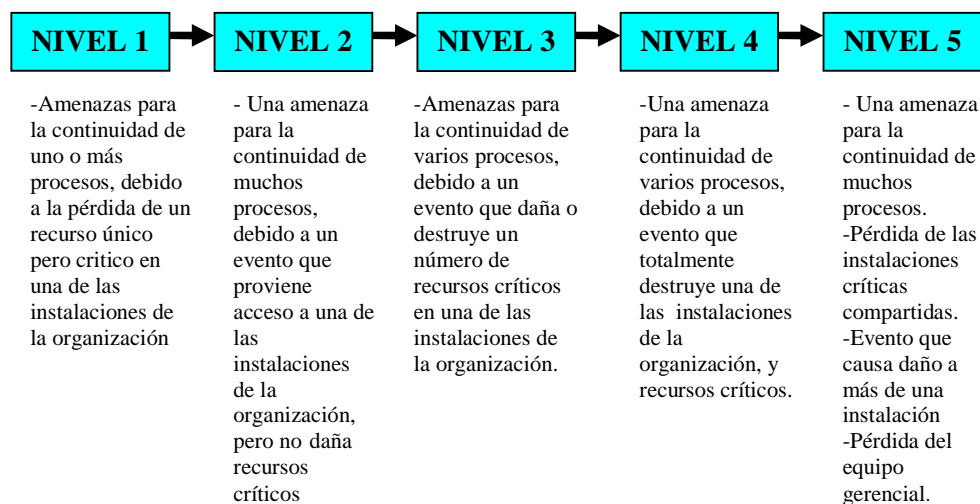 NIVEL 1
NIVEL 2
NIVEL 3
NIVEL 4
NIVEL 5
-Amenazas para
la continuidad de
uno o más
procesos, debido
a la pérdida de un
recurso único
pero critico en
una de las
instalaciones de
la organización
- Una amenaza
para la
continuidad de
muchos
procesos,
debido a un
evento que
proviene
acceso a una de
las
instalaciones
de la
organización,
pero no daña
recursos
críticos
-Amenazas para
la continuidad de
varios procesos,
debido a un
evento que daña o
destruye un
número de
recursos críticos
en una de las
instalaciones de
la organización.
-Una amenaza
para la
continuidad de
varios procesos,
debido a un
evento que
totalmente
destruye una de
las instalaciones
de la
organización, y
recursos críticos.
- Una amenaza
para la
continuidad de
muchos
procesos.
-Pérdida de las
instalaciones
críticas
compartidas.
-Evento que
causa daño a
más de una
instalación
-Pérdida del
equipo
gerencial.